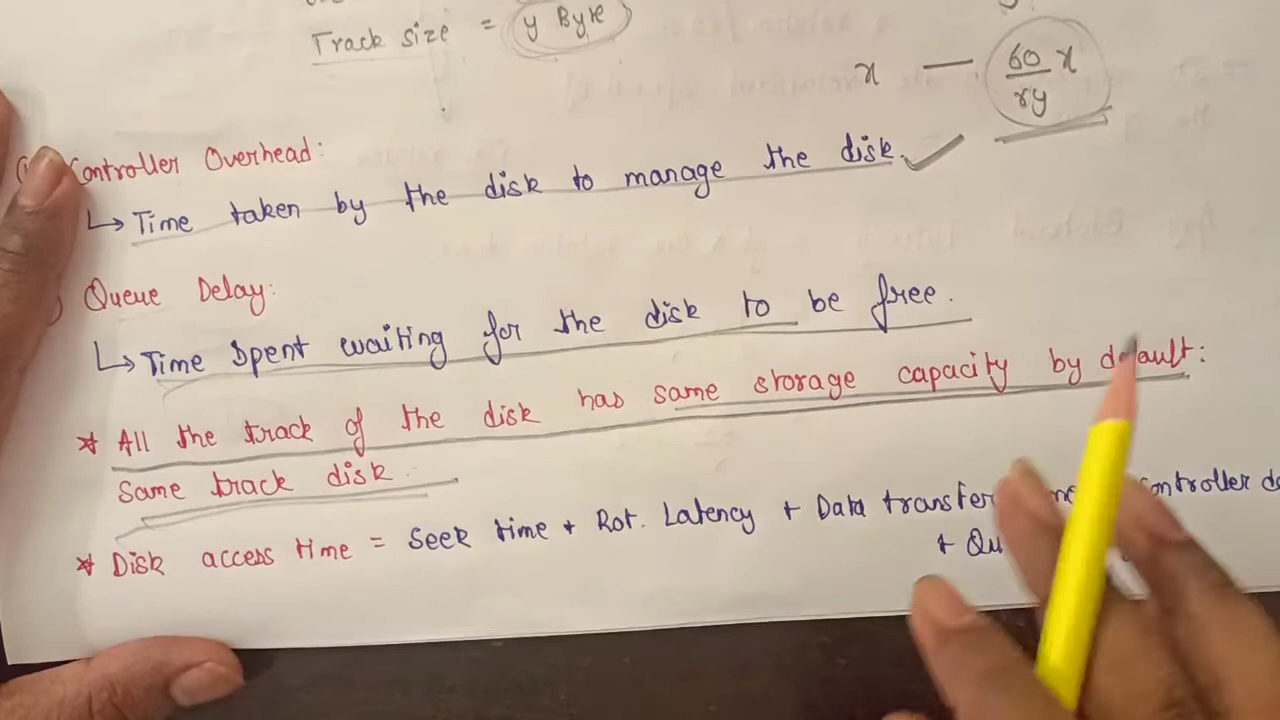 Track size = y Byte
x — 60/ry x
Controller Overhead:
↳ Time taken by the disk to manage the disk.
Queue Delay:
↳ Time spent waiting for the disk to be free.
* All the track of the disk has same storage capacity by default:
same track disk.
* Disk access time = Seek time + Rot. Latency + Data transfer controller
+